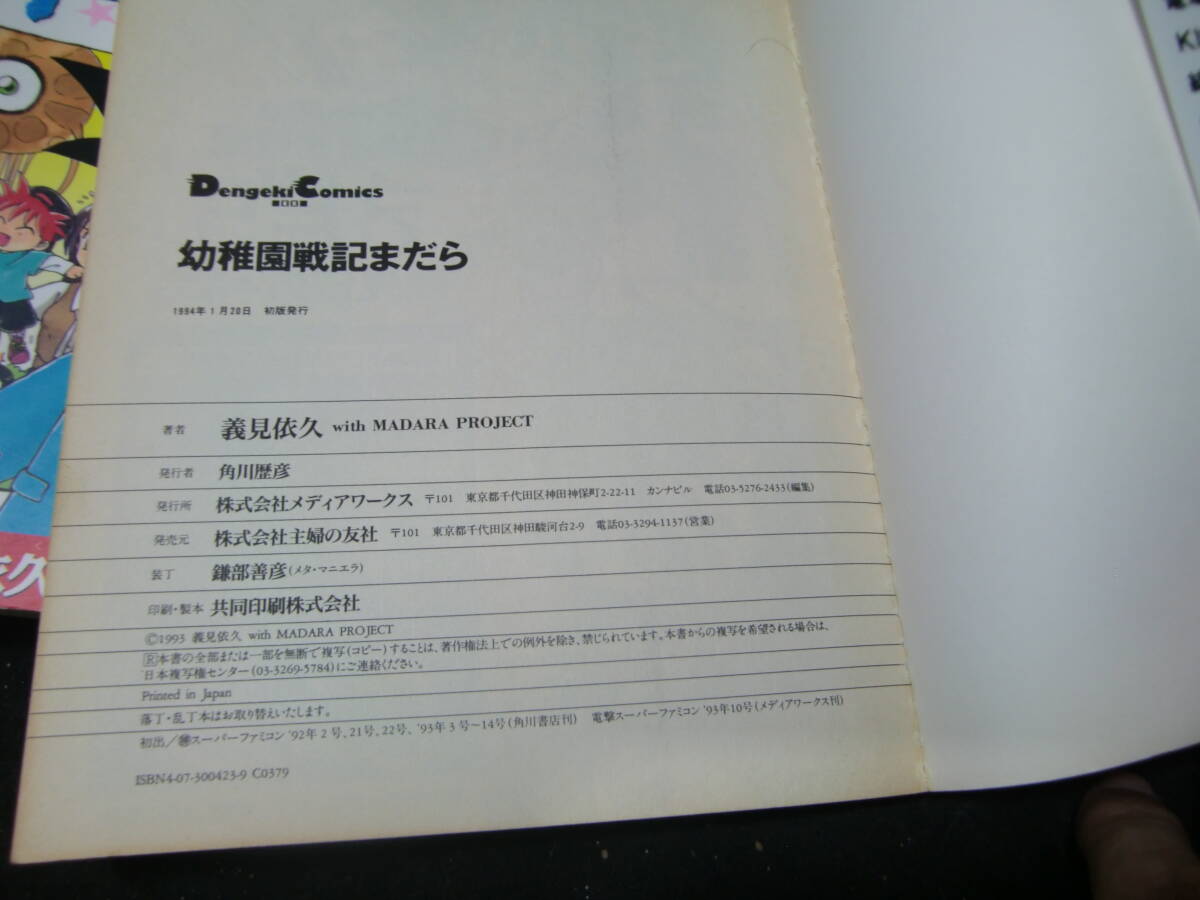 Dengeki Comics
幼稚園戦記まだら
1994年1月20日 初版発行
著者 義見依久 with MADARA PROJECT
発行者 角川歴彦
発行所 株式会社メディアワークス 〒101 東京都千代田区神田神保町2-22-11 カンナビル 電話03-5276-2433(編集)
発売元 株式会社主婦の友社 〒101 東京都千代田区神田駿河台2-9 電話03-3294-1137(営業)
装丁 鎌部善彦(メタ・マニエラ)
印刷・製本 共同印刷株式会社
©1993 義見依久 with MADARA PROJECT
Ⓡ本書の全部または一部を無断で複写(コピー)することは、著作権法上での例外を除き、禁じられています。本書からの複写を希望される場合は、
日本複写権センター(03-3269-5784)にご連絡ください。
Printed in Japan
落丁・乱丁本はお取り替えいたします。
初出/㊝スーパーファミコン '92年2号、21号、22号、'93年3号〜14号(角川書店刊) 電撃スーパーファミコン '93年10号(メディアワークス刊)
ISBN4-07-300423-9 C0379
久